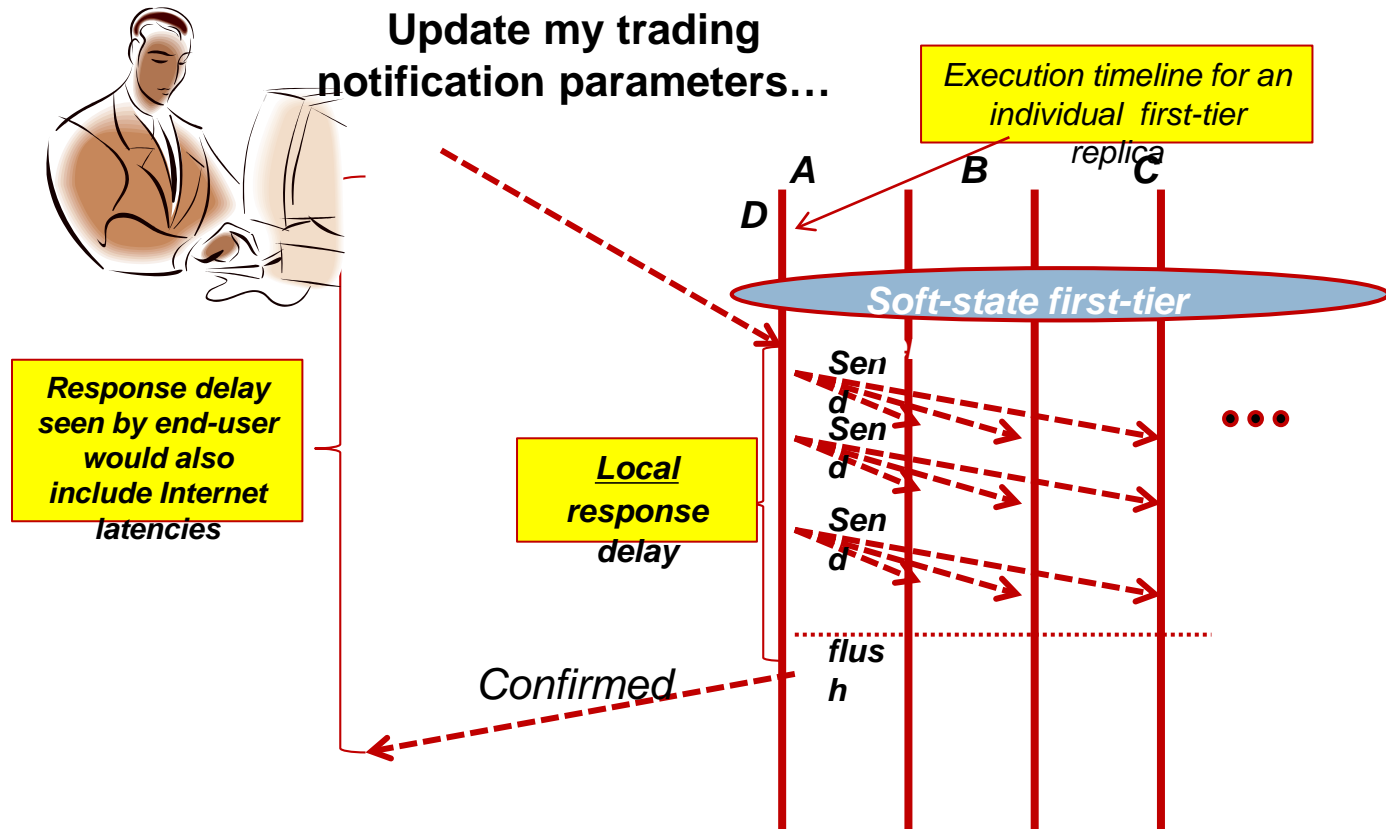 Update my trading
notification parameters…
Execution timeline for an
individual first-tier
replica
A B C
D
Soft-state first-tier
Response delay
seen by end-user
would also
include Internet
latencies
Local
response
delay
Sen
d
Sen
d
Sen
d
flus
h
Confirmed